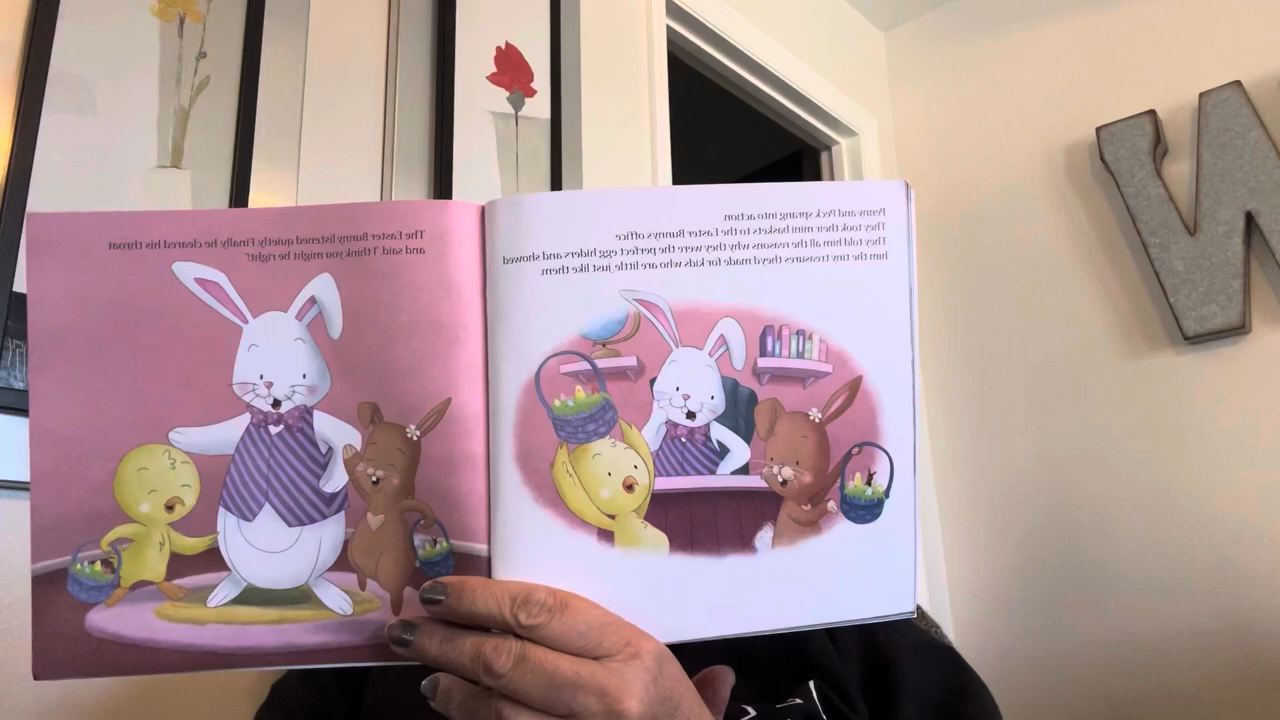 Penny and Peck sprang into action.
They took their mini baskets to the Easter Bunny's office
They told him all the reasons why they were the perfect egg hiders and showed
him the tiny treasures they'd made for kids who are little, just like them.
The Easter Bunny listened quietly. Finally, he cleared his throat
and said, 'I think you might be right!'
W